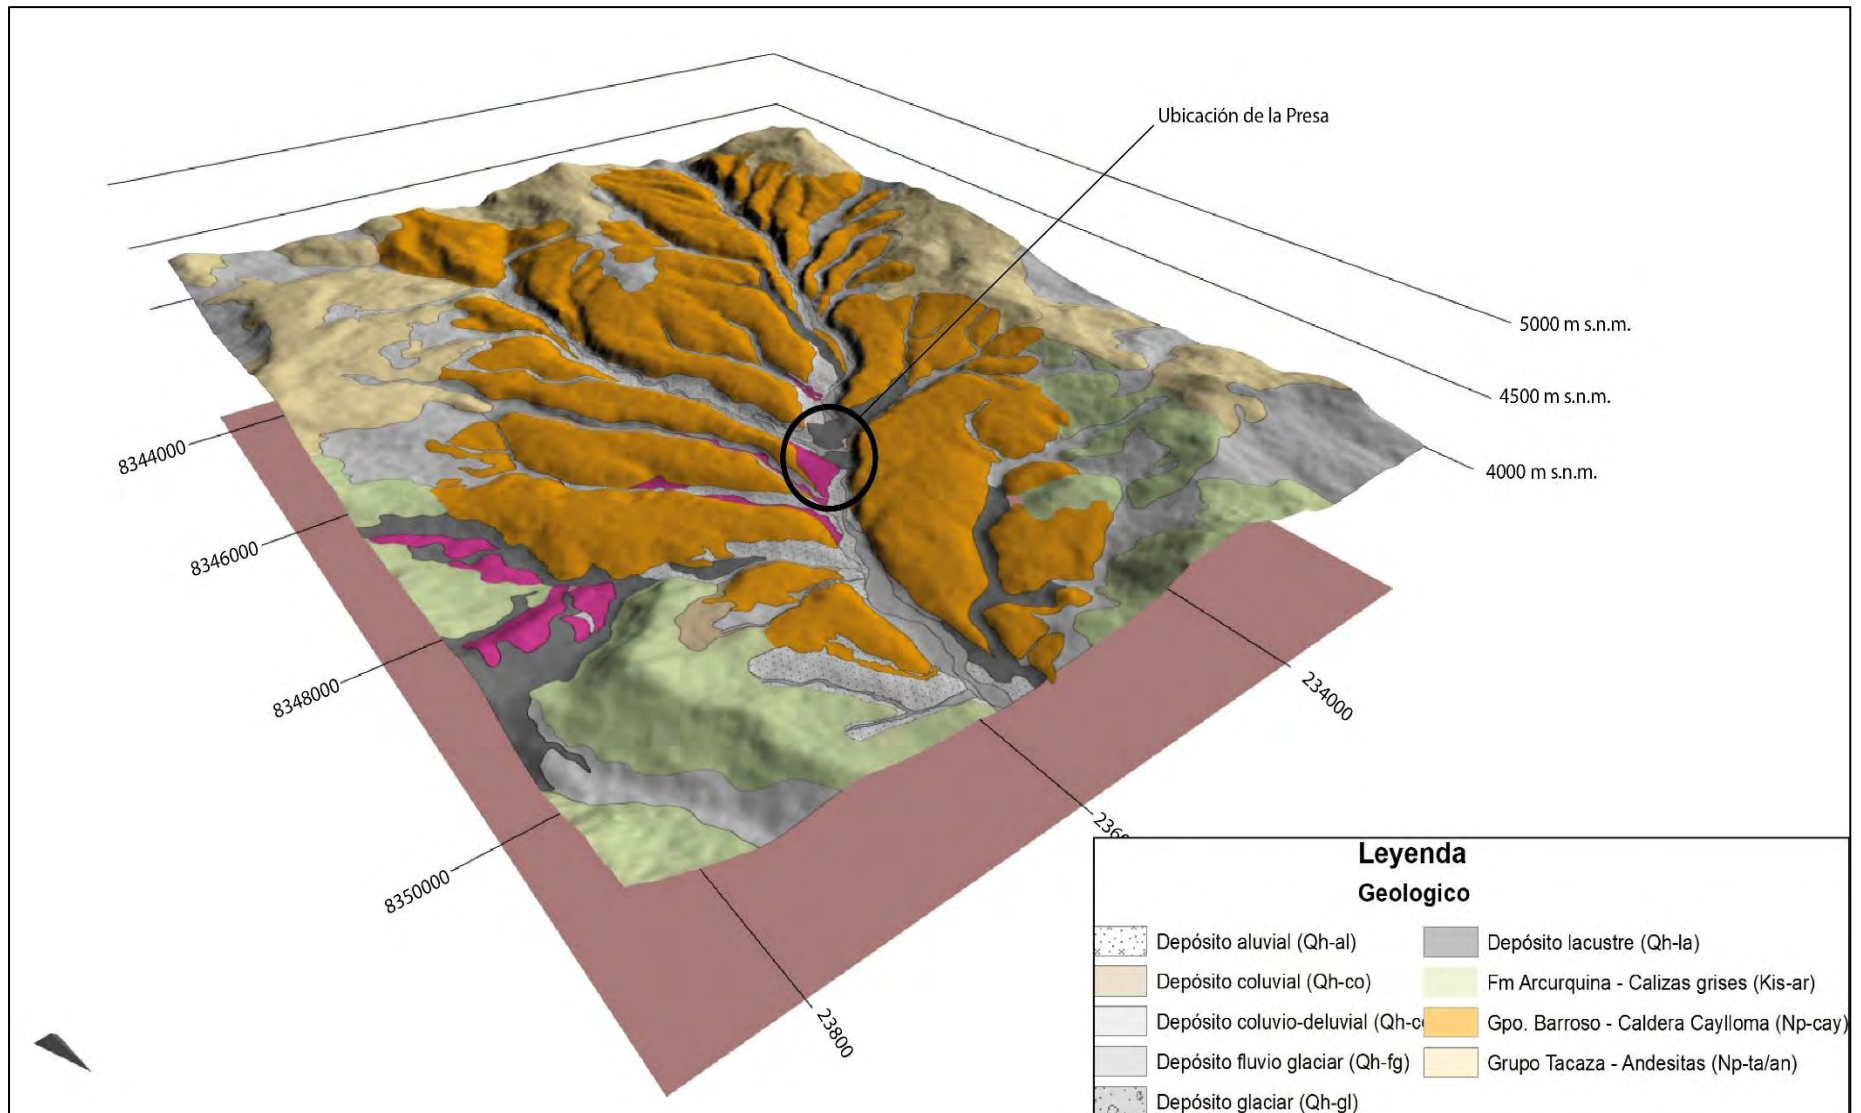 Ubicación de la Presa
5000 m s.n.m.
4500 m s.n.m.
4000 m s.n.m.
8344000
8346000
8348000
8350000
234000
23800
Leyenda
Geologico
Depósito aluvial (Qh-al)
Depósito coluvial (Qh-co)
Depósito coluvio-deluvial
Depósito fluvio glaciar (Qh-fg)
Depósito glaciar (Qh-gl)
Depósito lacustre (Qh-la)
Fm Arcurquina - Calizas grises (Kis-ar)
Gpo. Barroso - Caldera Caylloma (Np-cay)
Grupo Tacaza - Andesitas (Np-ta/an)